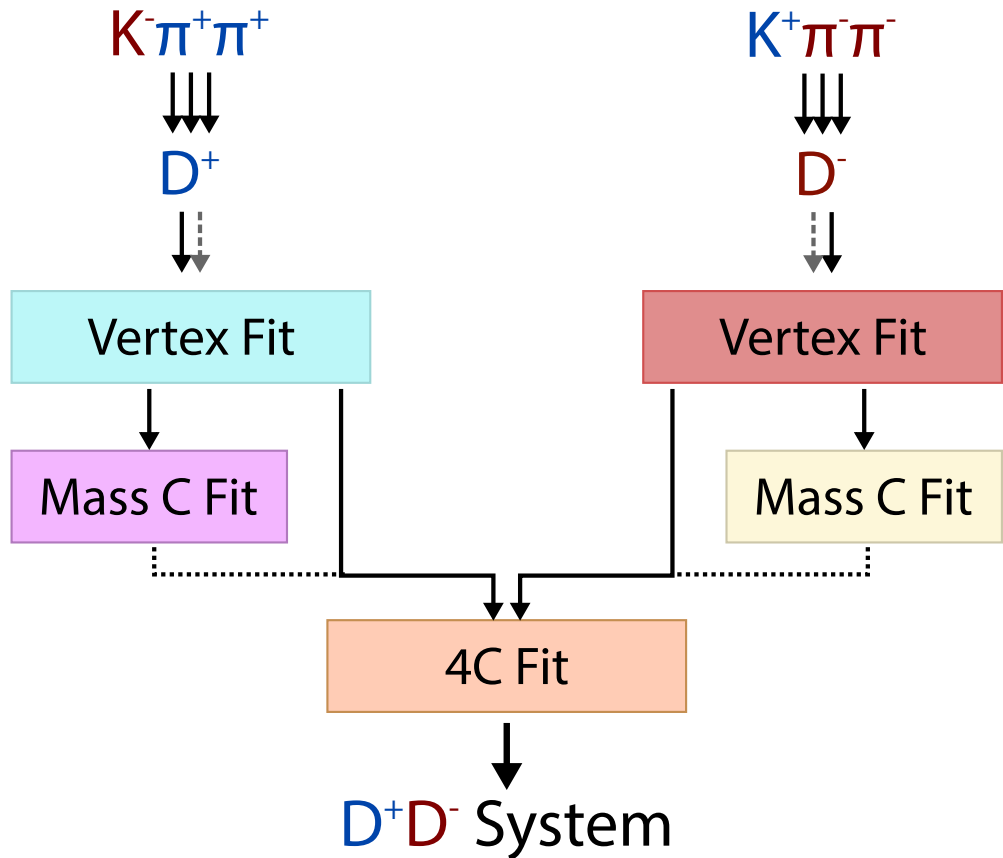 K⁻π⁺π⁺
K⁺π⁻π⁻
D⁺
D⁻
Vertex Fit
Vertex Fit
Mass C Fit
Mass C Fit
4C Fit
D⁺D⁻ System